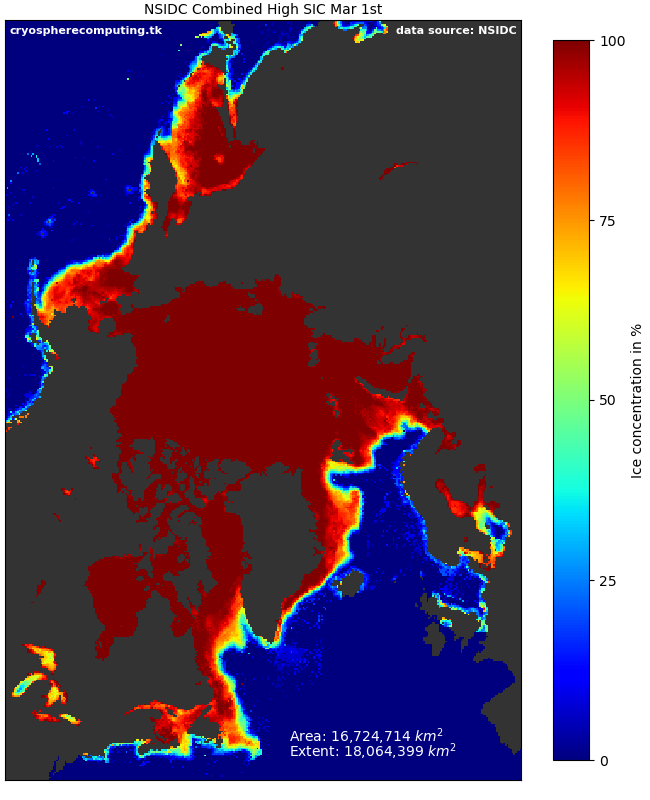 NSIDC Combined High SIC Mar 1st
cryospherecomputing.tk
data source: NSIDC
100
75
50
25
0
Ice concentration in %
Area: 16,724,714 km²
Extent: 18,064,399 km²